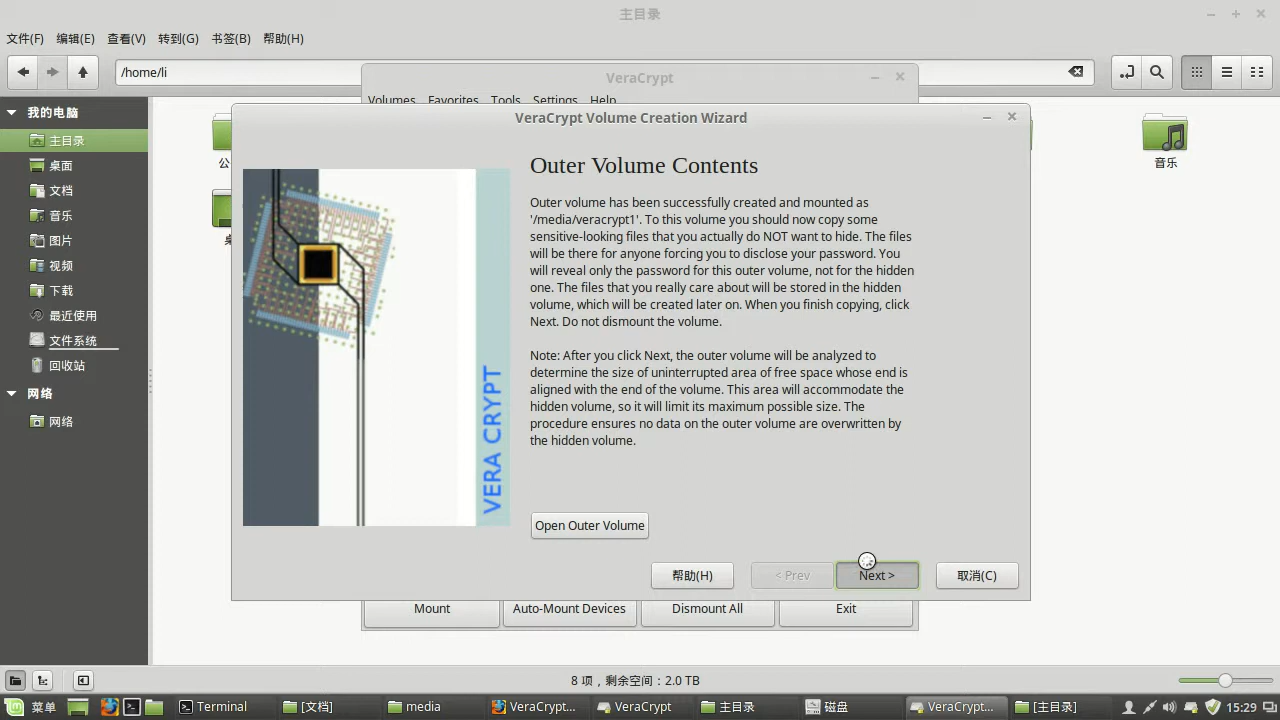 主目录
文件(F) 编辑(E) 查看(V) 转到(G) 书签(B) 帮助(H)
/home/li
VeraCrypt
Volumes Favorites Tools Settings Help
我的电脑
主目录
桌面
文档
音乐
图片
视频
下载
最近使用
文件系统
回收站
网络
网络
公
音乐
VeraCrypt Volume Creation Wizard
VERA CRYPT
Outer Volume Contents
Outer volume has been successfully created and mounted as
'/media/veracrypt1'. To this volume you should now copy some
sensitive-looking files that you actually do NOT want to hide. The files
will be there for anyone forcing you to disclose your password. You
will reveal only the password for this outer volume, not for the hidden
one. The files that you really care about will be stored in the hidden
volume, which will be created later on. When you finish copying, click
Next. Do not dismount the volume.
Note: After you click Next, the outer volume will be analyzed to
determine the size of uninterrupted area of free space whose end is
aligned with the end of the volume. This area will accommodate the
hidden volume, so it will limit its maximum possible size. The
procedure ensures no data on the outer volume are overwritten by
the hidden volume.
Open Outer Volume
帮助(H) < Prev Next > 取消(C)
Mount Auto-Mount Devices Dismount All Exit
8 项，剩余空间：2.0 TB
菜单 Terminal [文档] media VeraCrypt... VeraCrypt 主目录 磁盘 VeraCrypt... [主目录] 15:29